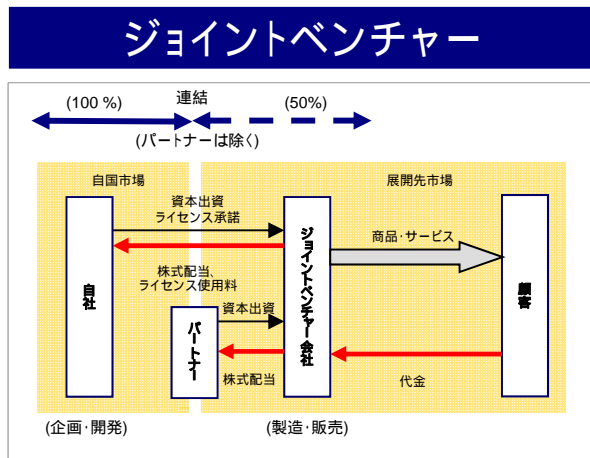 ジョイントベンチャー
連結
(100 %)
(50%)
(パートナーは除く)
自国市場
展開先市場
資本出資
ライセンス承諾
商品・サービス
自社
ジョイントベンチャー会社
顧客
株式配当、
ライセンス使用料
パートナー
資本出資
株式配当
代金
(企画・開発)
(製造・販売)